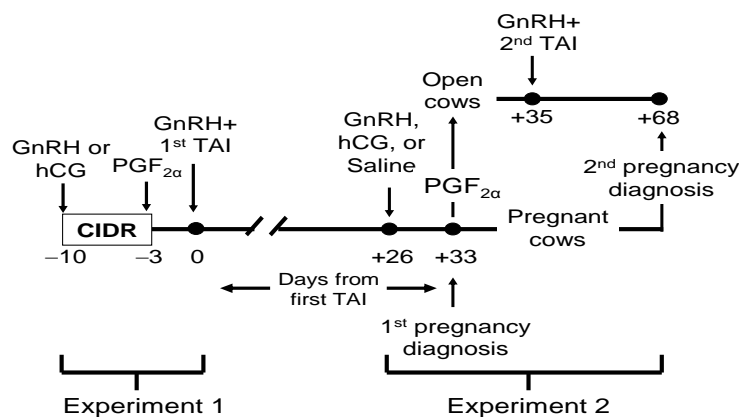 GnRH+
2nd TAI
Open
cows
+35
+68
GnRH or
hCG
PGF2α
GnRH+
1st TAI
GnRH,
hCG, or
Saline
PGF2α
2nd pregnancy
diagnosis
CIDR
Pregnant
cows
−10
−3
0
+26
+33
Days from
first TAI
1st pregnancy
diagnosis
Experiment 1
Experiment 2